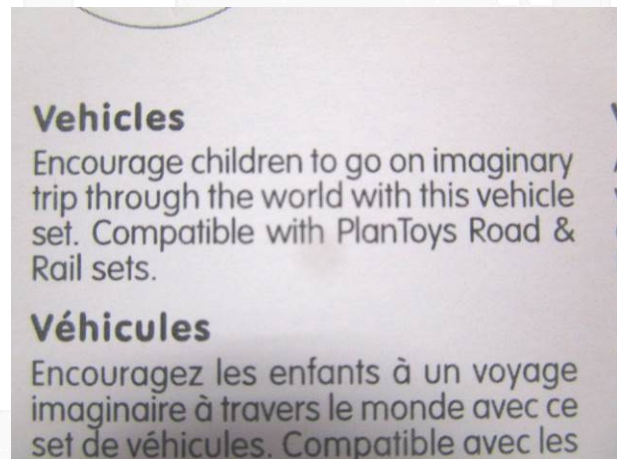 Vehicles
Encourage children to go on imaginary
trip through the world with this vehicle
set. Compatible with PlanToys Road &
Rail sets.
Véhicules
Encouragez les enfants à un voyage
imaginaire à travers le monde avec ce
set de véhicules. Compatible avec les